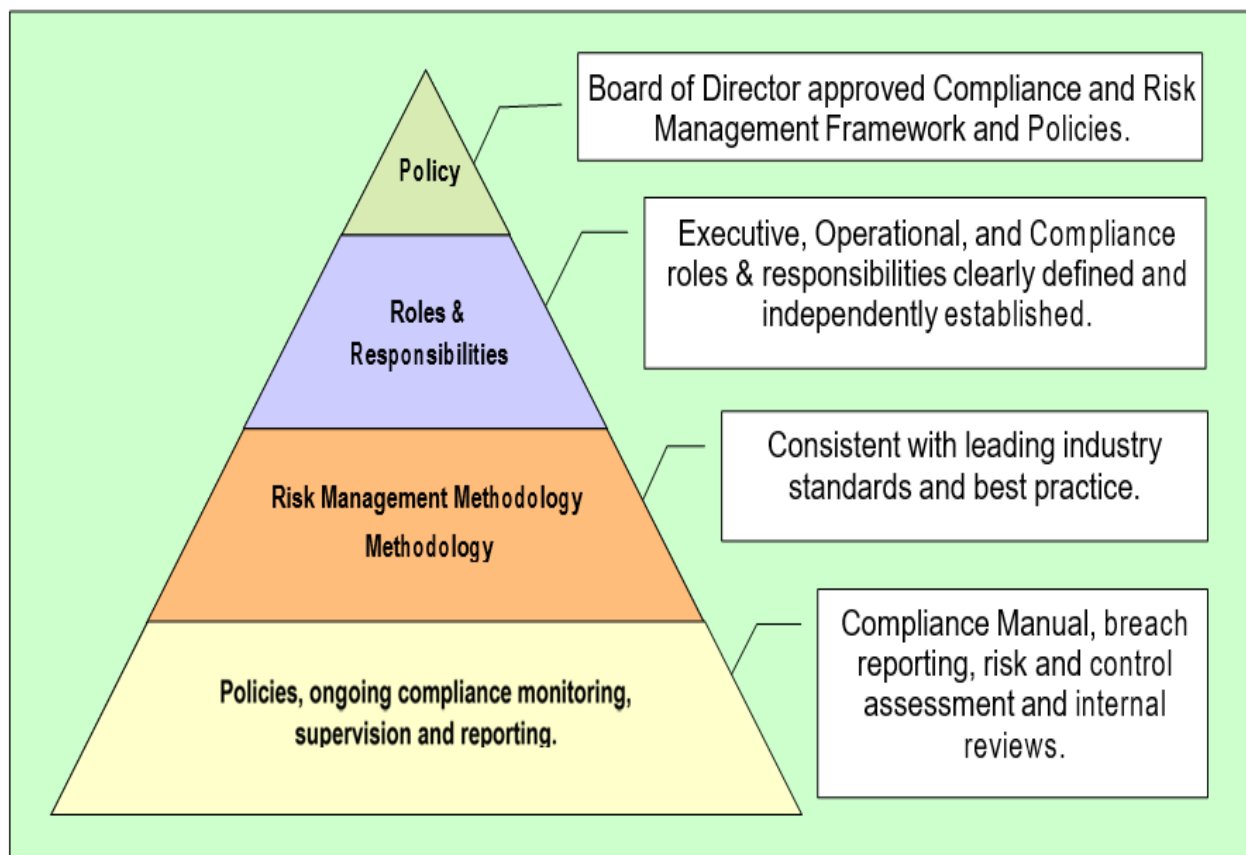 Board of Director approved Compliance and Risk
Management Framework and Policies.
Policy
Executive, Operational, and Compliance
roles & responsibilities clearly defined and
independently established.
Roles &
Responsibilities
Consistent with leading industry
standards and best practice.
Risk Management Methodology
Methodology
Compliance Manual, breach
reporting, risk and control
assessment and internal
reviews.
Policies, ongoing compliance monitoring,
supervision and reporting.